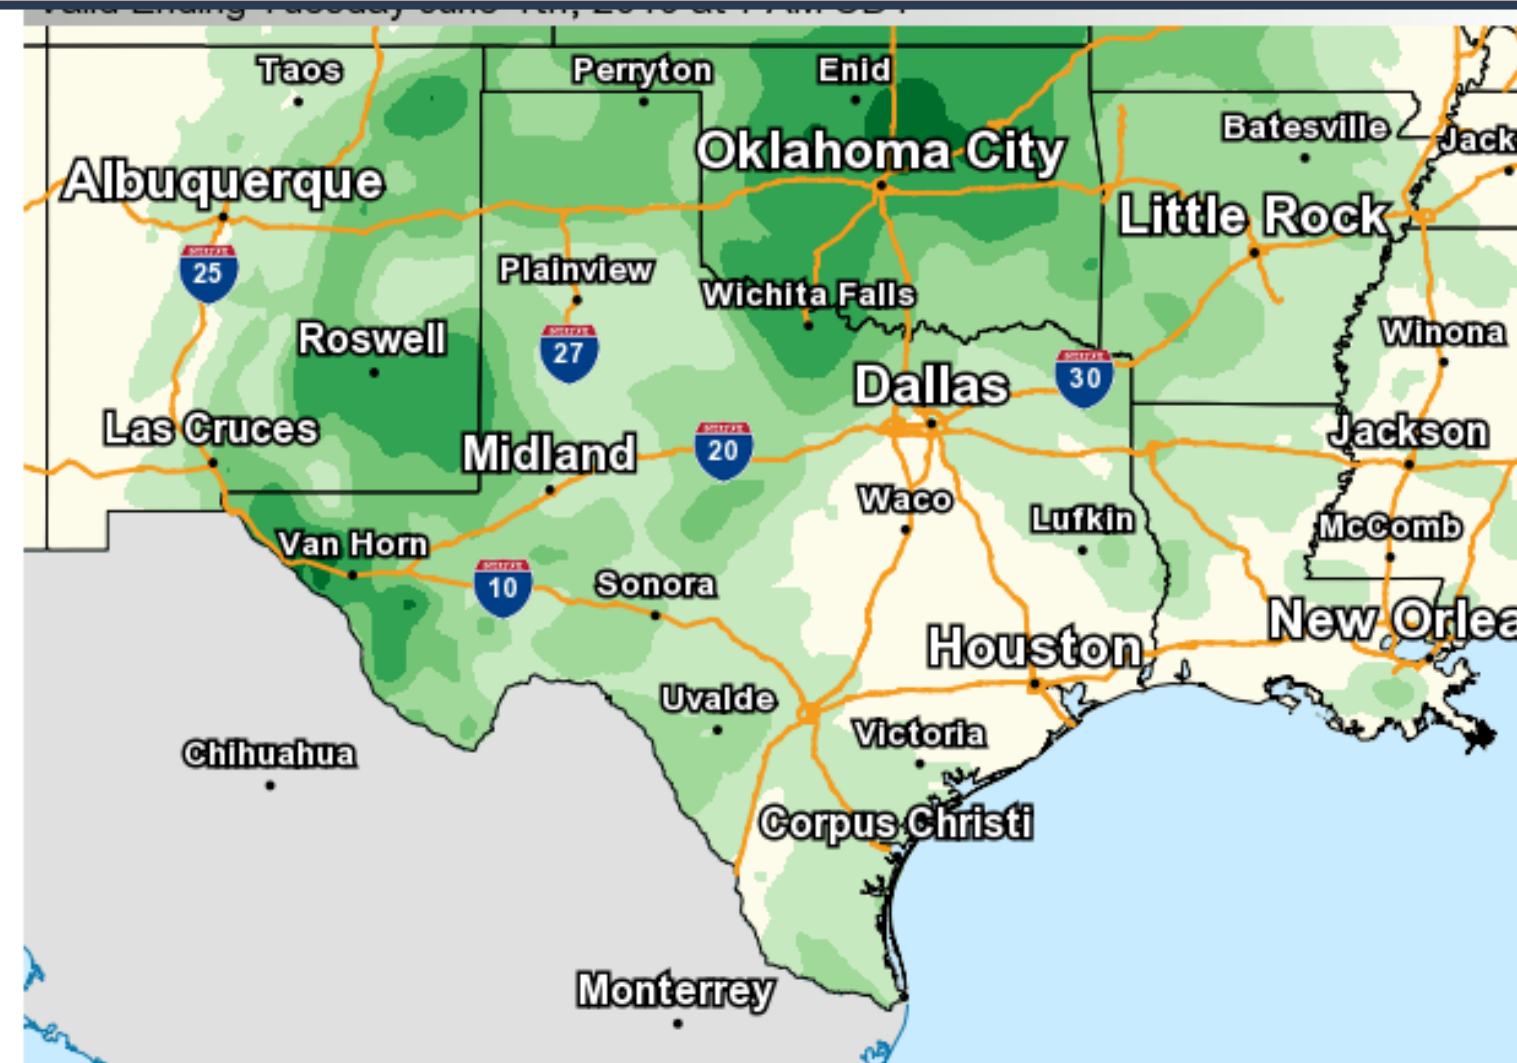 Taos
Perryton
Enid
Batesville
Oklahoma City
Jack
Albuquerque
Little Rock
25
Plainview
Wichita Falls
Roswell
27
Winona
Dallas
30
Las Cruces
Midland
20
Jackson
Waco
Lufkin
McComb
Van Horn
10
Sonora
New Orlea
Houston
Uvalde
Victoria
Chihuahua
Corpus Christi
Monterrey